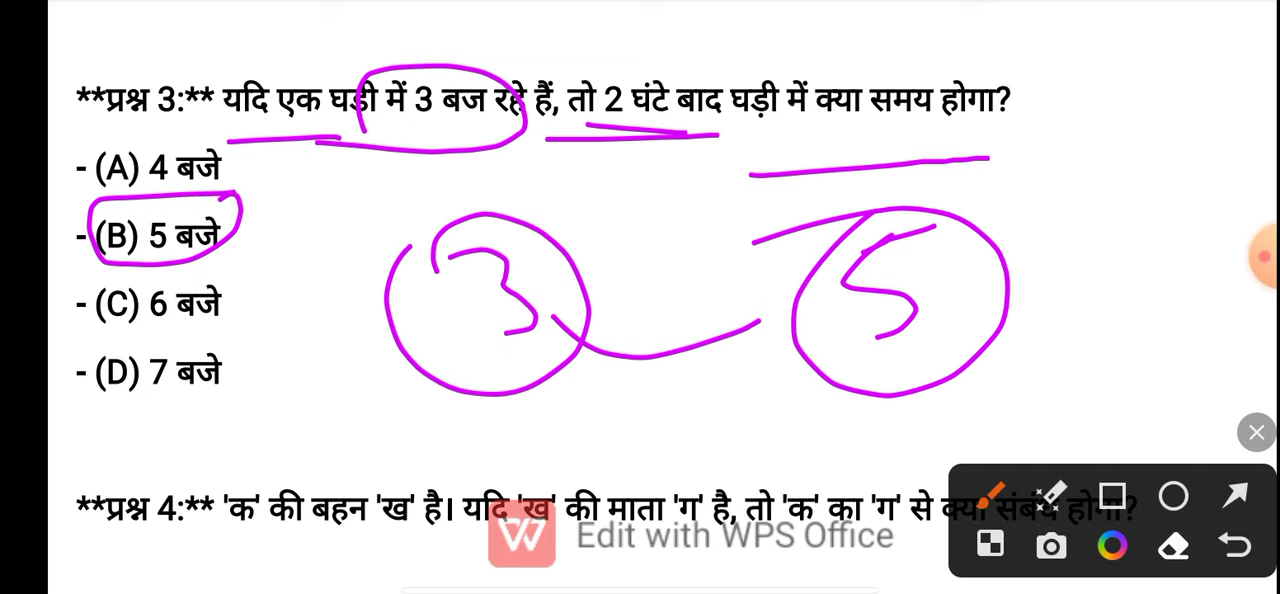 **प्रश्न 3:** यदि एक घड़ी में 3 बज रहे हैं, तो 2 घंटे बाद घड़ी में क्या समय होगा?
- (A) 4 बजे
- (B) 5 बजे
- (C) 6 बजे
- (D) 7 बजे
3 5
**प्रश्न 4:** 'क' की बहन 'ख' है। यदि 'ख' की माता 'ग' है, तो 'क' का 'ग' से क्या संबंध होगा?
Edit with WPS Office